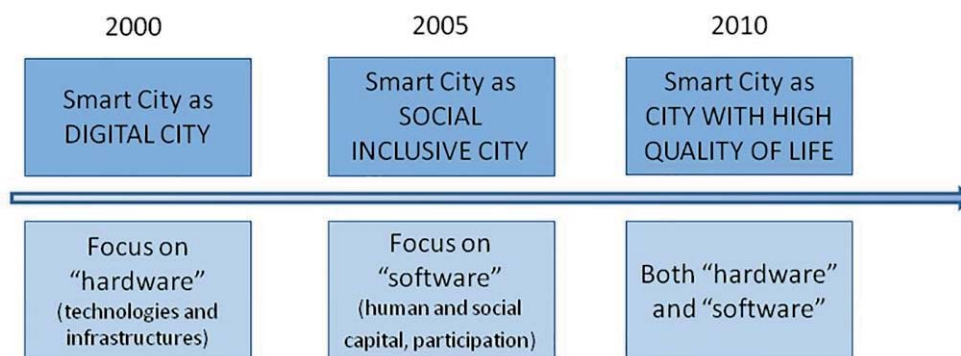 2000
2005
2010
Smart City as
DIGITAL CITY
Smart City as
SOCIAL
INCLUSIVE CITY
Smart City as
CITY WITH HIGH
QUALITY OF LIFE
Focus on
“hardware”
(technologies and
infrastructures)
Focus on
“software”
(human and social
capital, participation)
Both “hardware”
and “software”